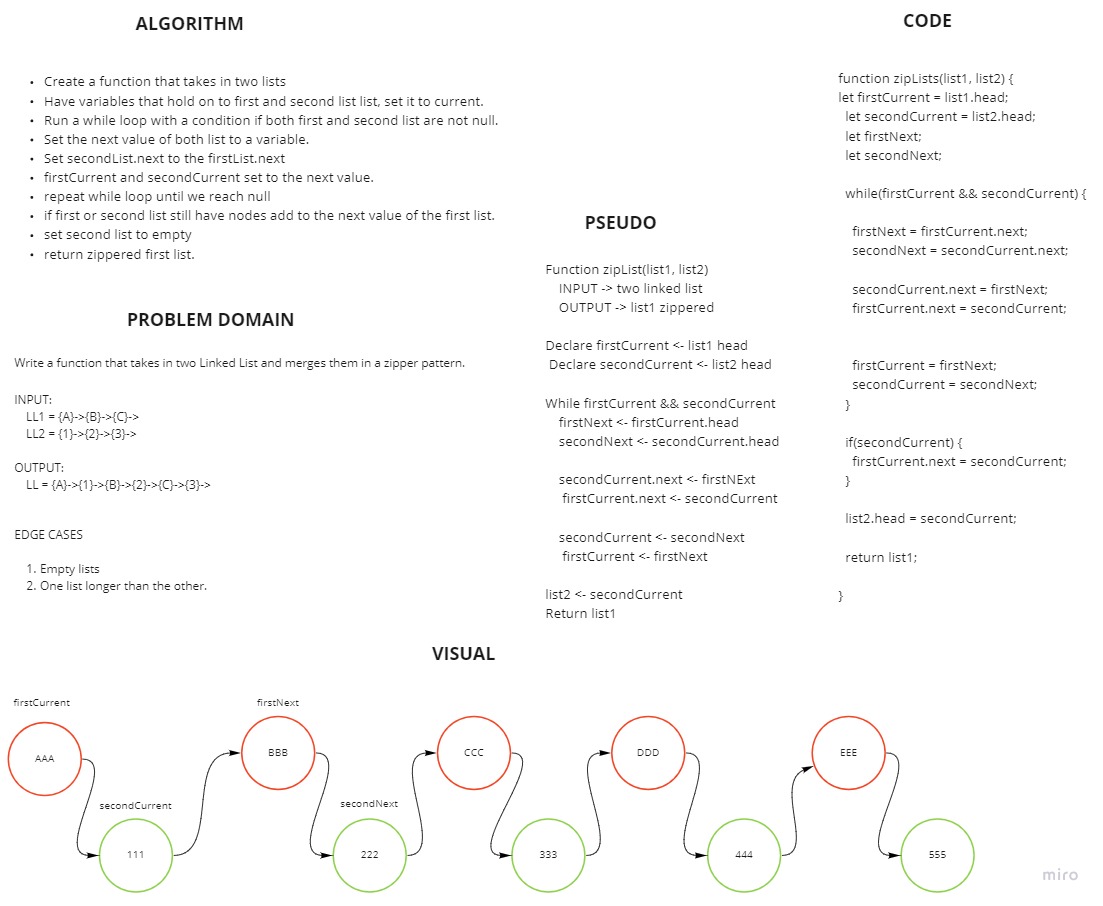 ALGORITHM
• Create a function that takes in two lists
• Have variables that hold on to first and second list list, set it to current.
• Run a while loop with a condition if both first and second list are not null.
• Set the next value of both list to a variable.
• Set secondList.next to the firstList.next
• firstCurrent and secondCurrent set to the next value.
• repeat while loop until we reach null
• if first or second list still have nodes add to the next value of the first list.
• set second list to empty
• return zippered first list.
PROBLEM DOMAIN
Write a function that takes in two Linked List and merges them in a zipper pattern.
INPUT:
LL1 = {A}->{B}->{C}->
LL2 = {1}->{2}->{3}->
OUTPUT:
LL = {A}->{1}->{B}->{2}->{C}->{3}->
EDGE CASES
1. Empty lists
2. One list longer than the other.
PSEUDO
Function zipList(list1, list2)
INPUT -> two linked list
OUTPUT -> list1 zippered
Declare firstCurrent <- list1 head
Declare secondCurrent <- list2 head
While firstCurrent && secondCurrent
firstNext <- firstCurrent.head
secondNext <- secondCurrent.head
secondCurrent.next <- firstNExt
firstCurrent.next <- secondCurrent
secondCurrent <- secondNext
firstCurrent <- firstNext
list2 <- secondCurrent
Return list1
CODE
function zipLists(list1, list2) {
let firstCurrent = list1.head;
let secondCurrent = list2.head;
let firstNext;
let secondNext;
while(firstCurrent && secondCurrent) {
firstNext = firstCurrent.next;
secondNext = secondCurrent.next;
secondCurrent.next = firstNext;
firstCurrent.next = secondCurrent;
firstCurrent = firstNext;
secondCurrent = secondNext;
}
if(secondCurrent) {
firstCurrent.next = secondCurrent;
}
list2.head = secondCurrent;
return list1;
}
VISUAL
firstCurrent
firstNext
AAA
BBB
CCC
DDD
EEE
secondCurrent
secondNext
111
222
333
444
555
miro